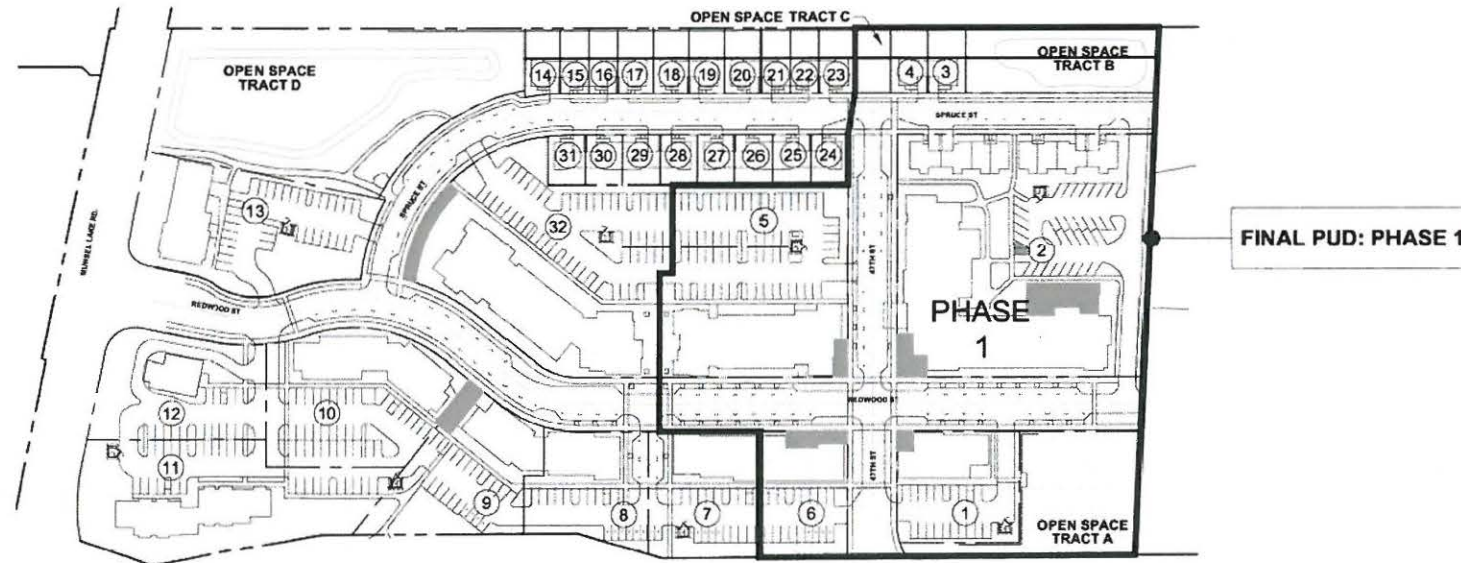 OPEN SPACE TRACT C
OPEN SPACE
TRACT D
OPEN SPACE
TRACT B
14 15 16 17 18 19 20 21 22 23 4 3
SPRUCE ST
31 30 29 28 27 26 25 24
13
SPRUCE ST
32
5
47TH ST
2
FINAL PUD: PHASE 1
PHASE
1
MUNSEL LAKE RD.
REDWOOD ST
REDWOOD ST
12
10
11
9
8
7
6
47TH ST
1
OPEN SPACE
TRACT A